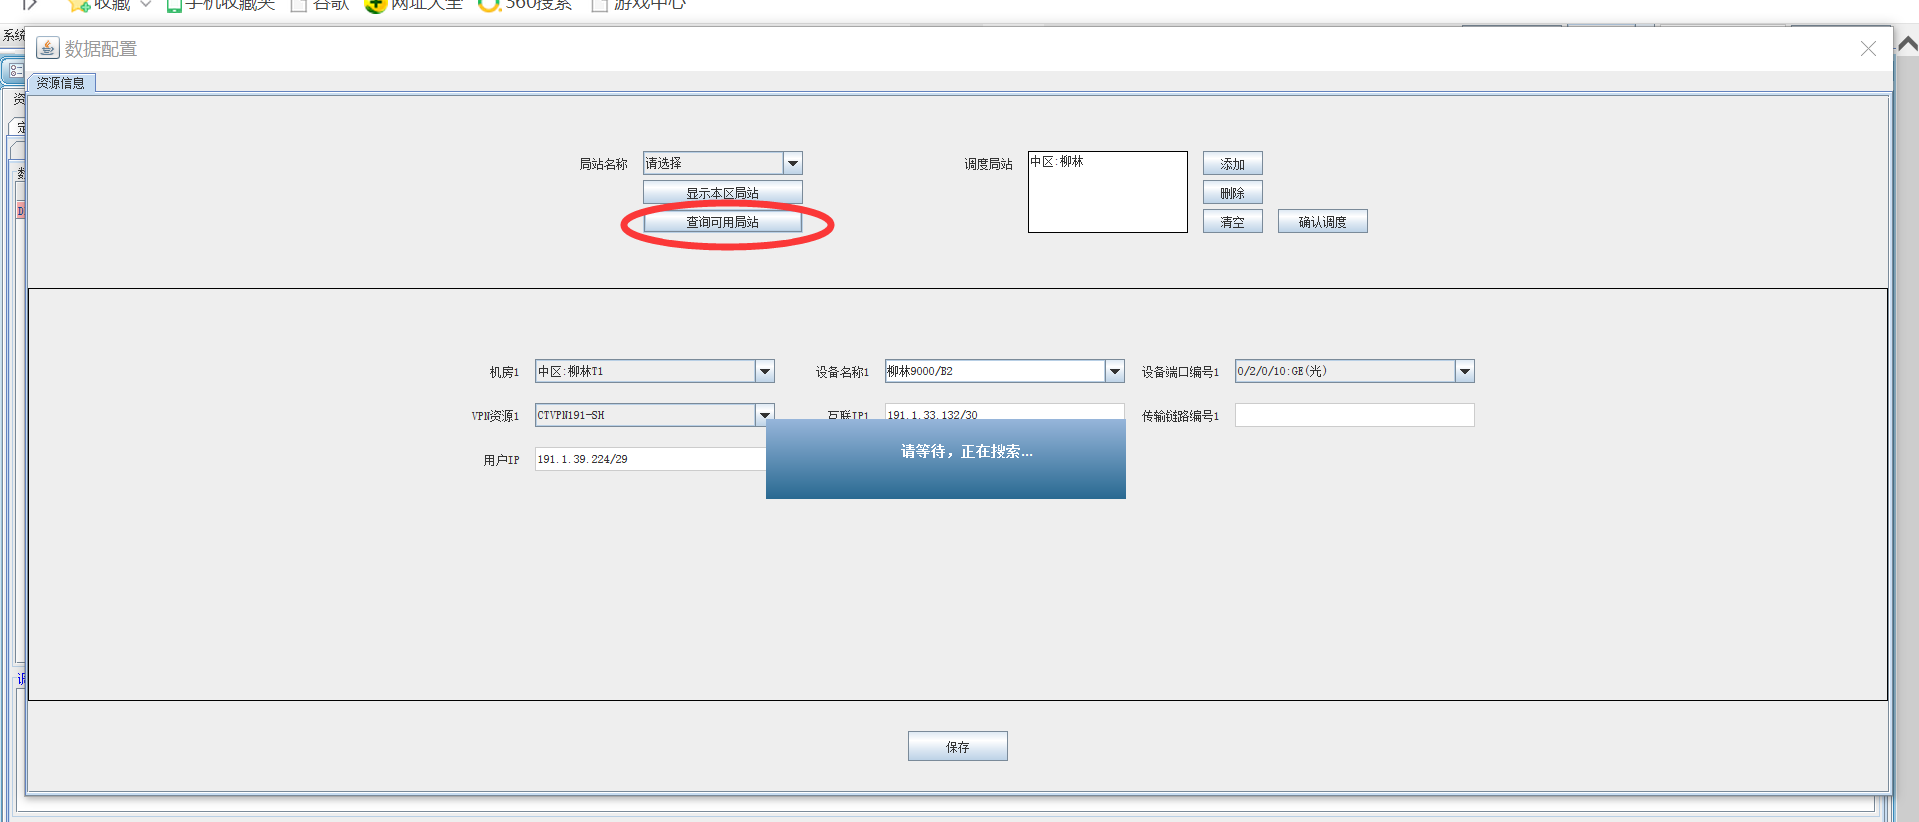 收藏 手机收藏夹 谷歌 网址大全 360搜索 游戏中心
系统
数据配置
资源信息
局站名称 请选择 调度局站 中区:柳林 添加
显示本区局站 删除
查询可用局站 清空 确认调度
机房1 中区:柳林T1 设备名称1 柳林9000/B2 设备端口编号1 0/2/0/10:GE(光)
VPN资源1 CTVPN191-SH 互联IP1 191.1.33.132/30 传输链路编号1
用户IP 191.1.39.224/29
请等待，正在搜索...
保存